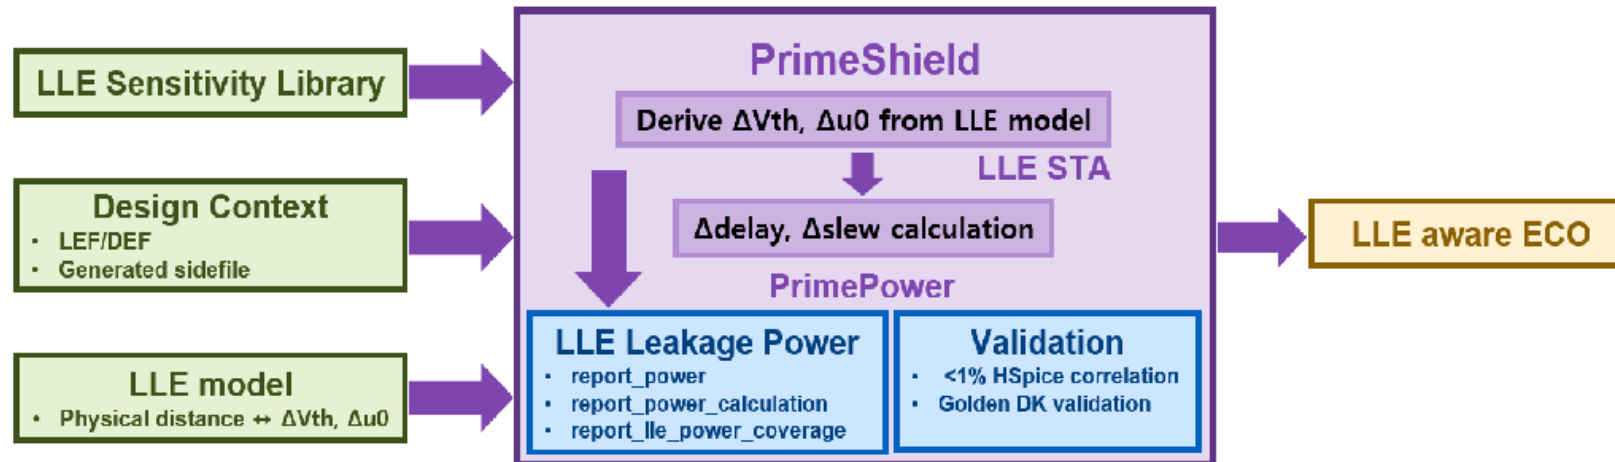 LLE Sensitivity Library
Design Context
• LEF/DEF
• Generated sidefile
LLE model
• Physical distance ↔ ΔVth, Δu0
PrimeShield
Derive ΔVth, Δu0 from LLE model
LLE STA
Δdelay, Δslew calculation
PrimePower
LLE Leakage Power
• report_power
• report_power_calculation
• report_lle_power_coverage
Validation
• <1% HSpice correlation
• Golden DK validation
LLE aware ECO